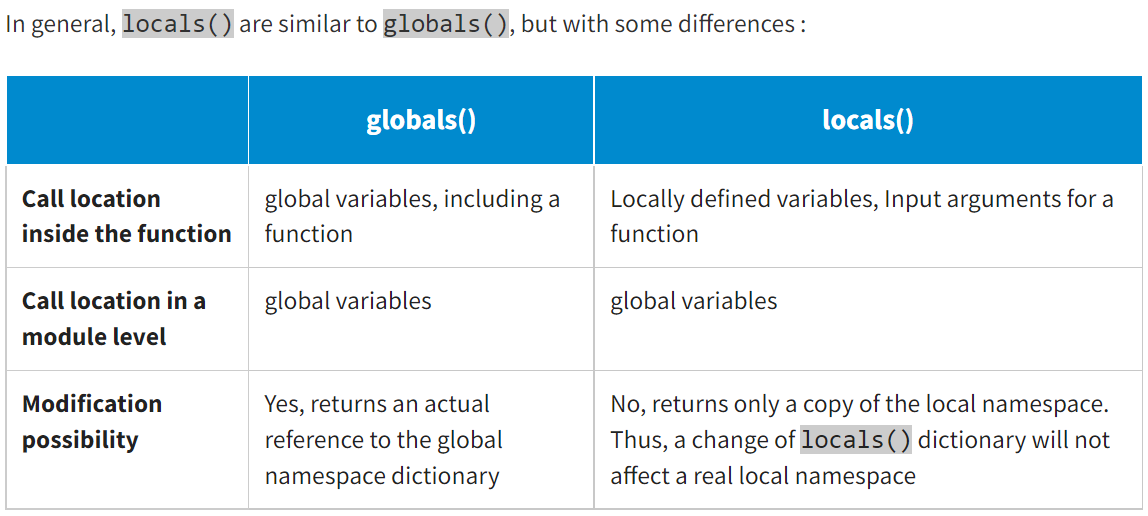 In general, locals() are similar to globals(), but with some differences :
globals()
locals()
Call location
inside the function
global variables, including a
function
Locally defined variables, Input arguments for a
function
Call location in a
module level
global variables
global variables
Modification
possibility
Yes, returns an actual
reference to the global
namespace dictionary
No, returns only a copy of the local namespace.
Thus, a change of locals() dictionary will not
affect a real local namespace